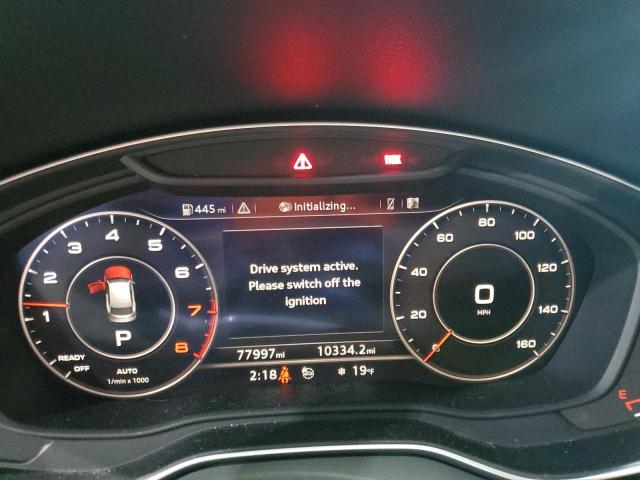 PARK
445 mi
Initializing...
Drive system active.
Please switch off the
ignition
1
2
3
4
5
6
7
8
P
READY
OFF
AUTO
1/min x 1000
0
20
40
60
80
100
120
140
160
0
MPH
77997mi
10334.2mi
2:18
19°F
E